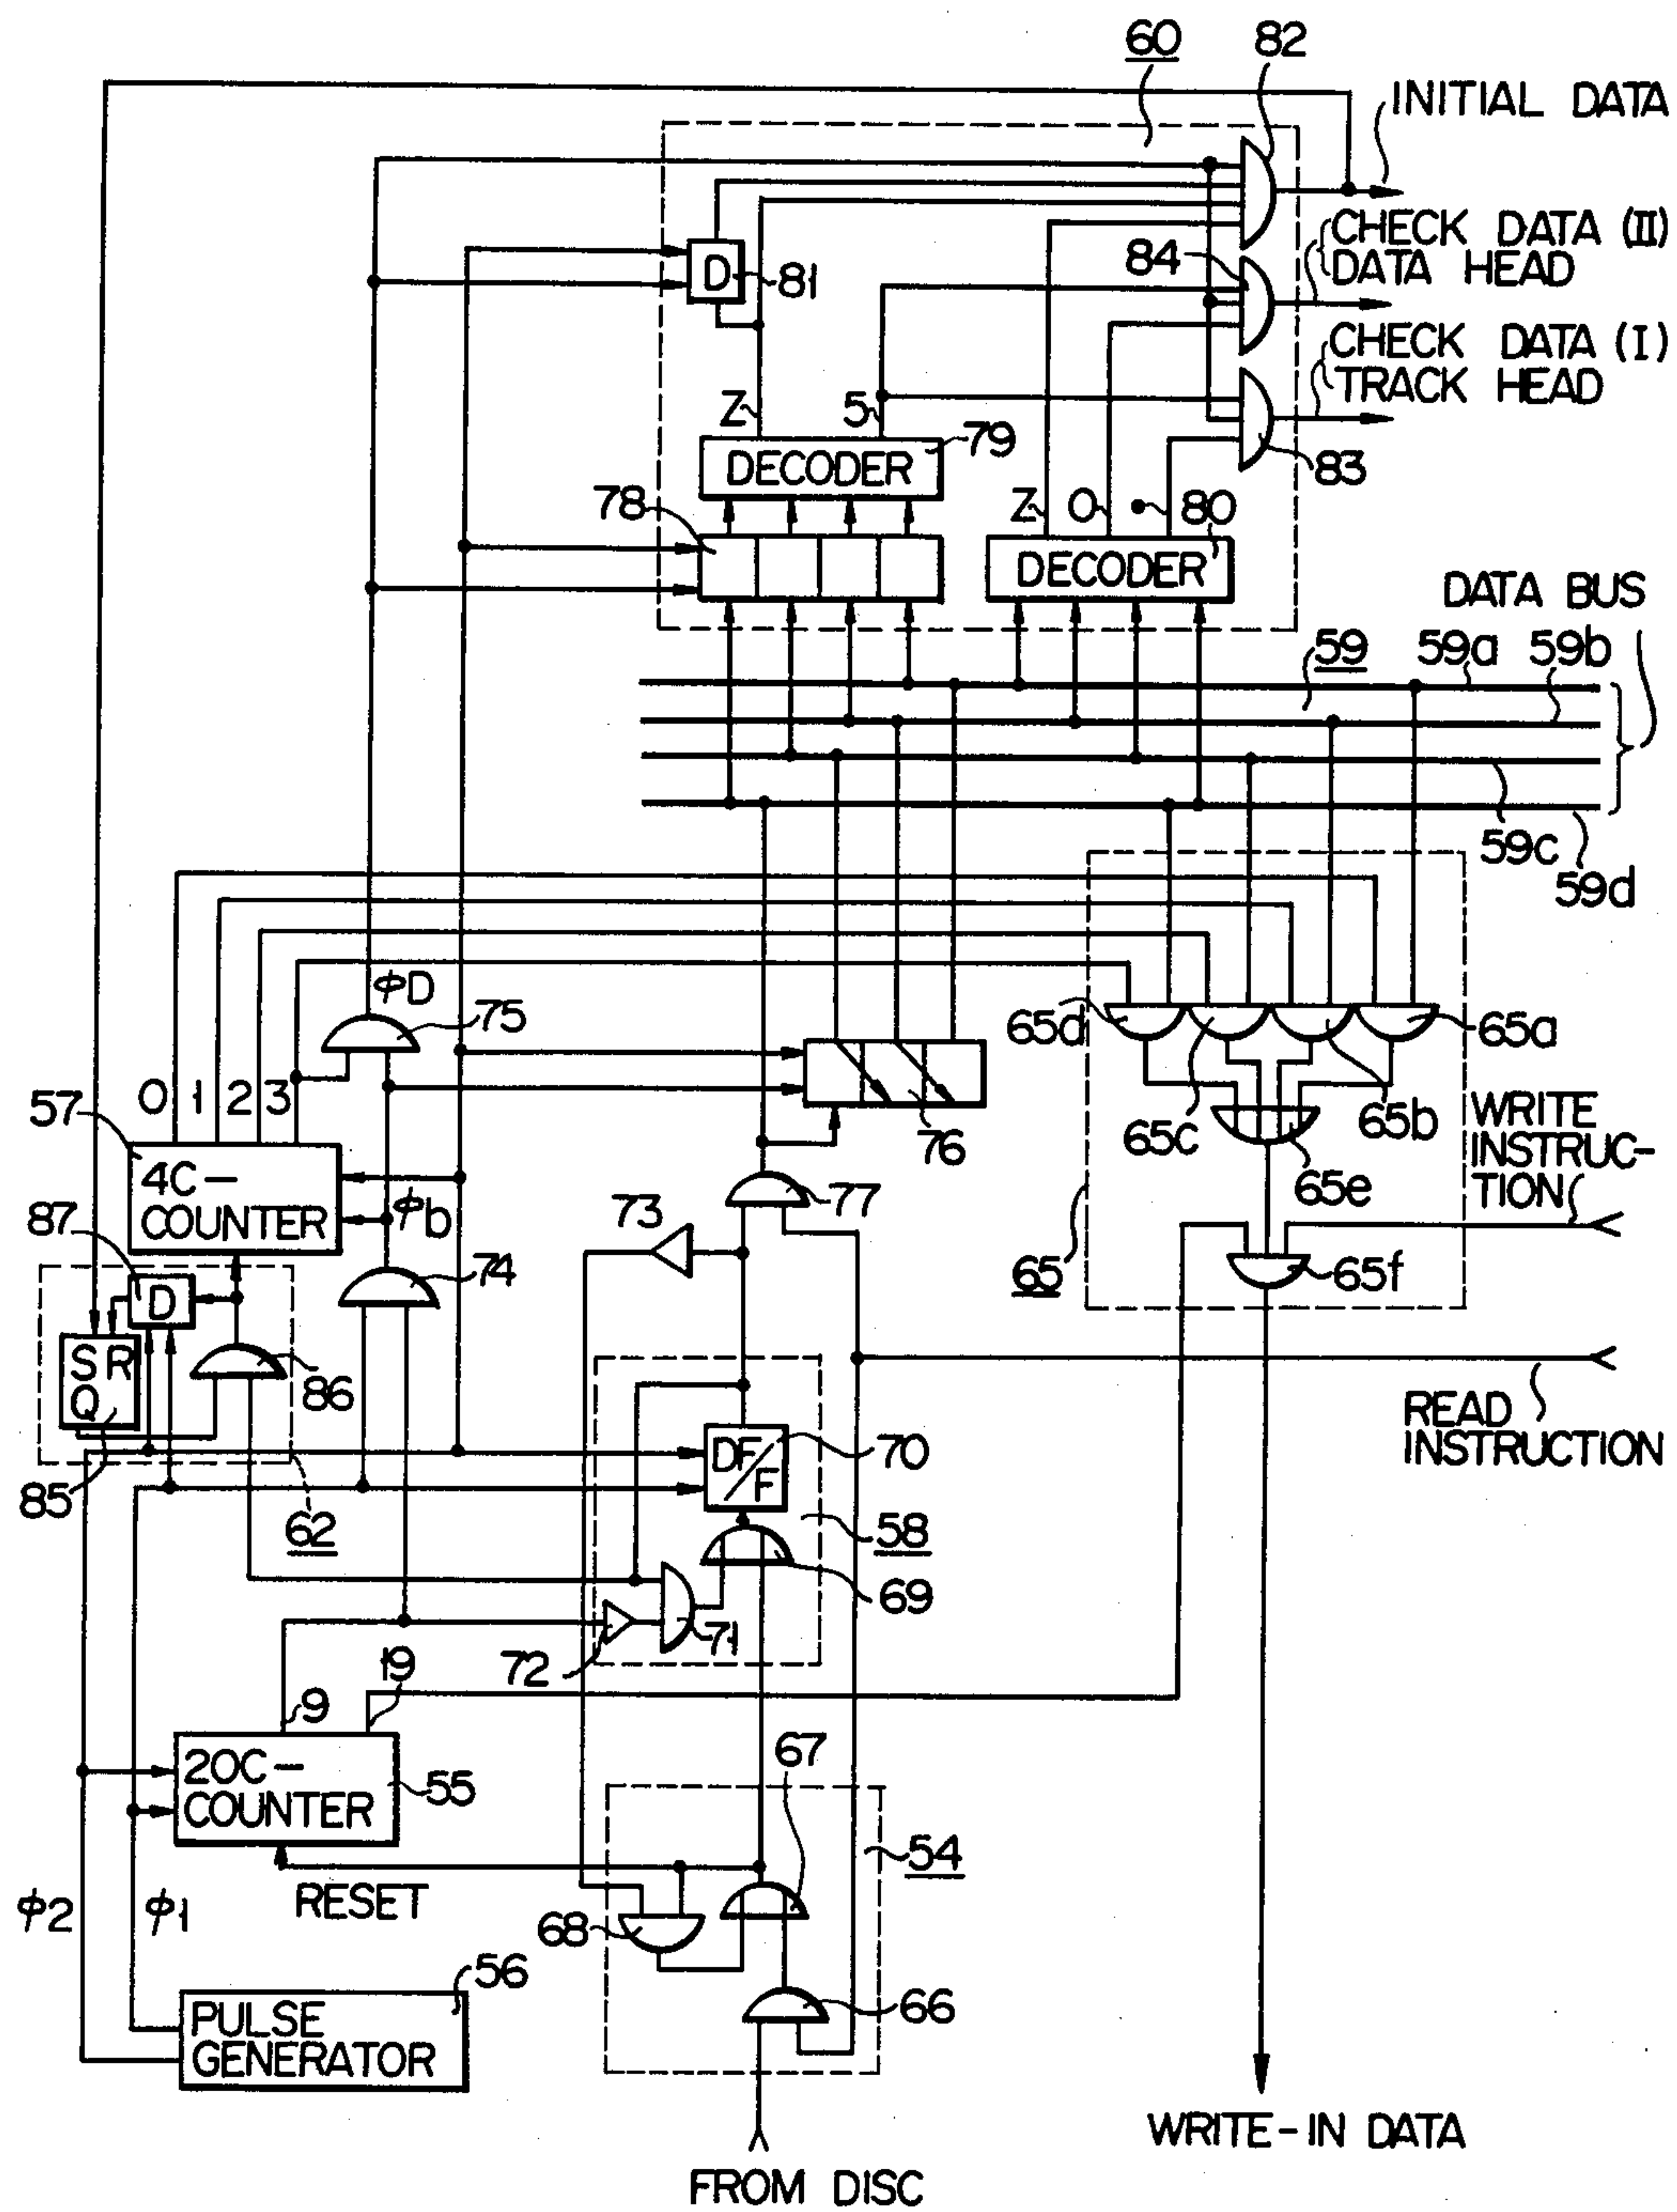 60
82
INITIAL DATA
CHECK DATA (II)
DATA HEAD
84
D
81
CHECK DATA (I)
TRACK HEAD
Z
5
DECODER
79
83
78
Z
O
•
80
DECODER
DATA BUS
59
59a
59b
59c
59d
φD
75
65d
65a
0
1
2
3
57
76
65c
65b
WRITE
INSTRUC-
TION
4C-
COUNTER
φb
77
65e
87
73
74
65
65f
D
S
R
Q
86
READ
INSTRUCTION
DF/F
70
85
62
58
69
71
72
9
19
67
20C-
COUNTER
55
54
φ2
φ1
RESET
68
56
PULSE
GENERATOR
66
WRITE-IN DATA
FROM DISC